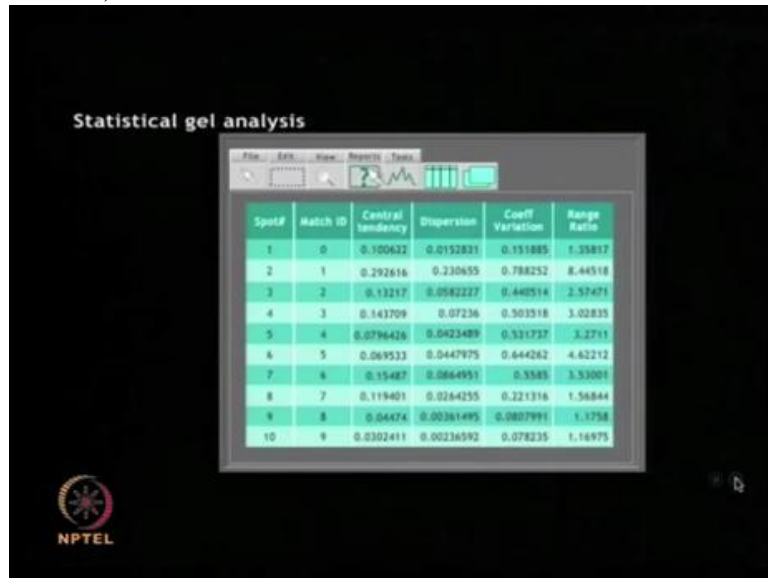 Statistical gel analysis
File Edit View Reports Tools
Spot# Match ID Central tendency Dispersion Coeff Variation Range Ratio
1 0 0.100622 0.0152831 0.151885 1.35817
2 1 0.292616 0.230655 0.788252 8.44518
3 2 0.13217 0.0582227 0.440514 2.57471
4 3 0.143709 0.07236 0.503518 3.02835
5 4 0.0796426 0.0423489 0.531737 3.2711
6 5 0.069533 0.0447975 0.644262 4.62212
7 6 0.15487 0.0864951 0.5585 3.53001
8 7 0.119401 0.0264255 0.221316 1.56844
9 8 0.04474 0.00361495 0.0807991 1.1758
10 9 0.0302411 0.00236592 0.078235 1.16975
NPTEL